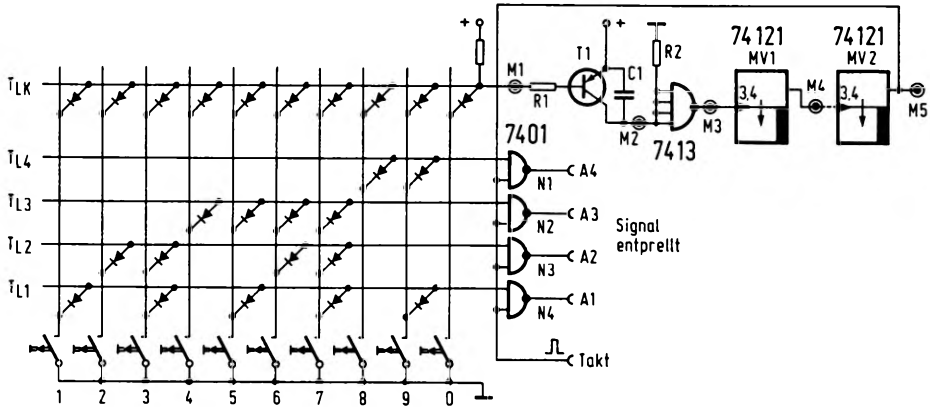 74121 74121
+ + MV1 MV2
T1 R2
TLK M1 C1 3,4 M4 3,4
R1 M5
M2 M3
7401 7413
TL4
A4
N1
TL3
A3 Signal
N2 entprellt
TL2
A2
N3
TL1
A1
N4
Takt
1 2 3 4 5 6 7 8 9 0